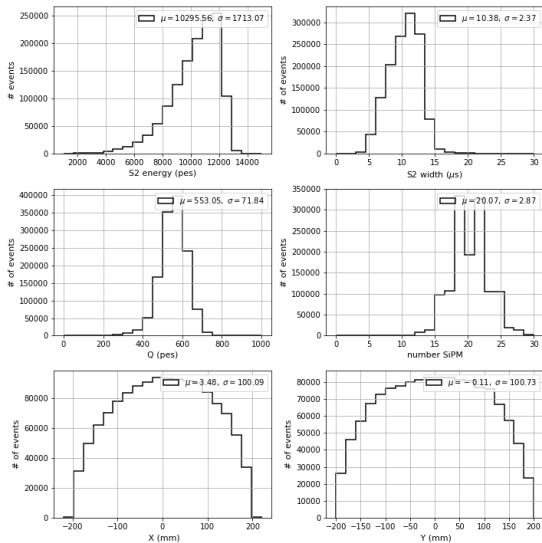 μ = 10295.56, σ = 1713.07
250000
200000
150000
100000
50000
0
# events
2000 4000 6000 8000 10000 12000 14000
S2 energy (pes)
μ = 10.38, σ = 2.37
300000
250000
200000
150000
100000
50000
0
# of events
0 5 10 15 20 25 30
S2 width (μs)
μ = 553.05, σ = 71.84
400000
350000
300000
250000
200000
150000
100000
50000
0
# of events
0 200 400 600 800 1000
Q (pes)
μ = 20.07, σ = 2.87
300000
250000
200000
150000
100000
50000
0
# of events
0 5 10 15 20 25 30
number SiPM
μ = 3.48, σ = 100.09
80000
60000
40000
20000
0
# of events
−200 −100 0 100 200
X (mm)
μ = −0.11, σ = 100.73
80000
70000
60000
50000
40000
30000
20000
10000
0
# of events
−200 −150 −100 −50 0 50 100 150 200
Y (mm)